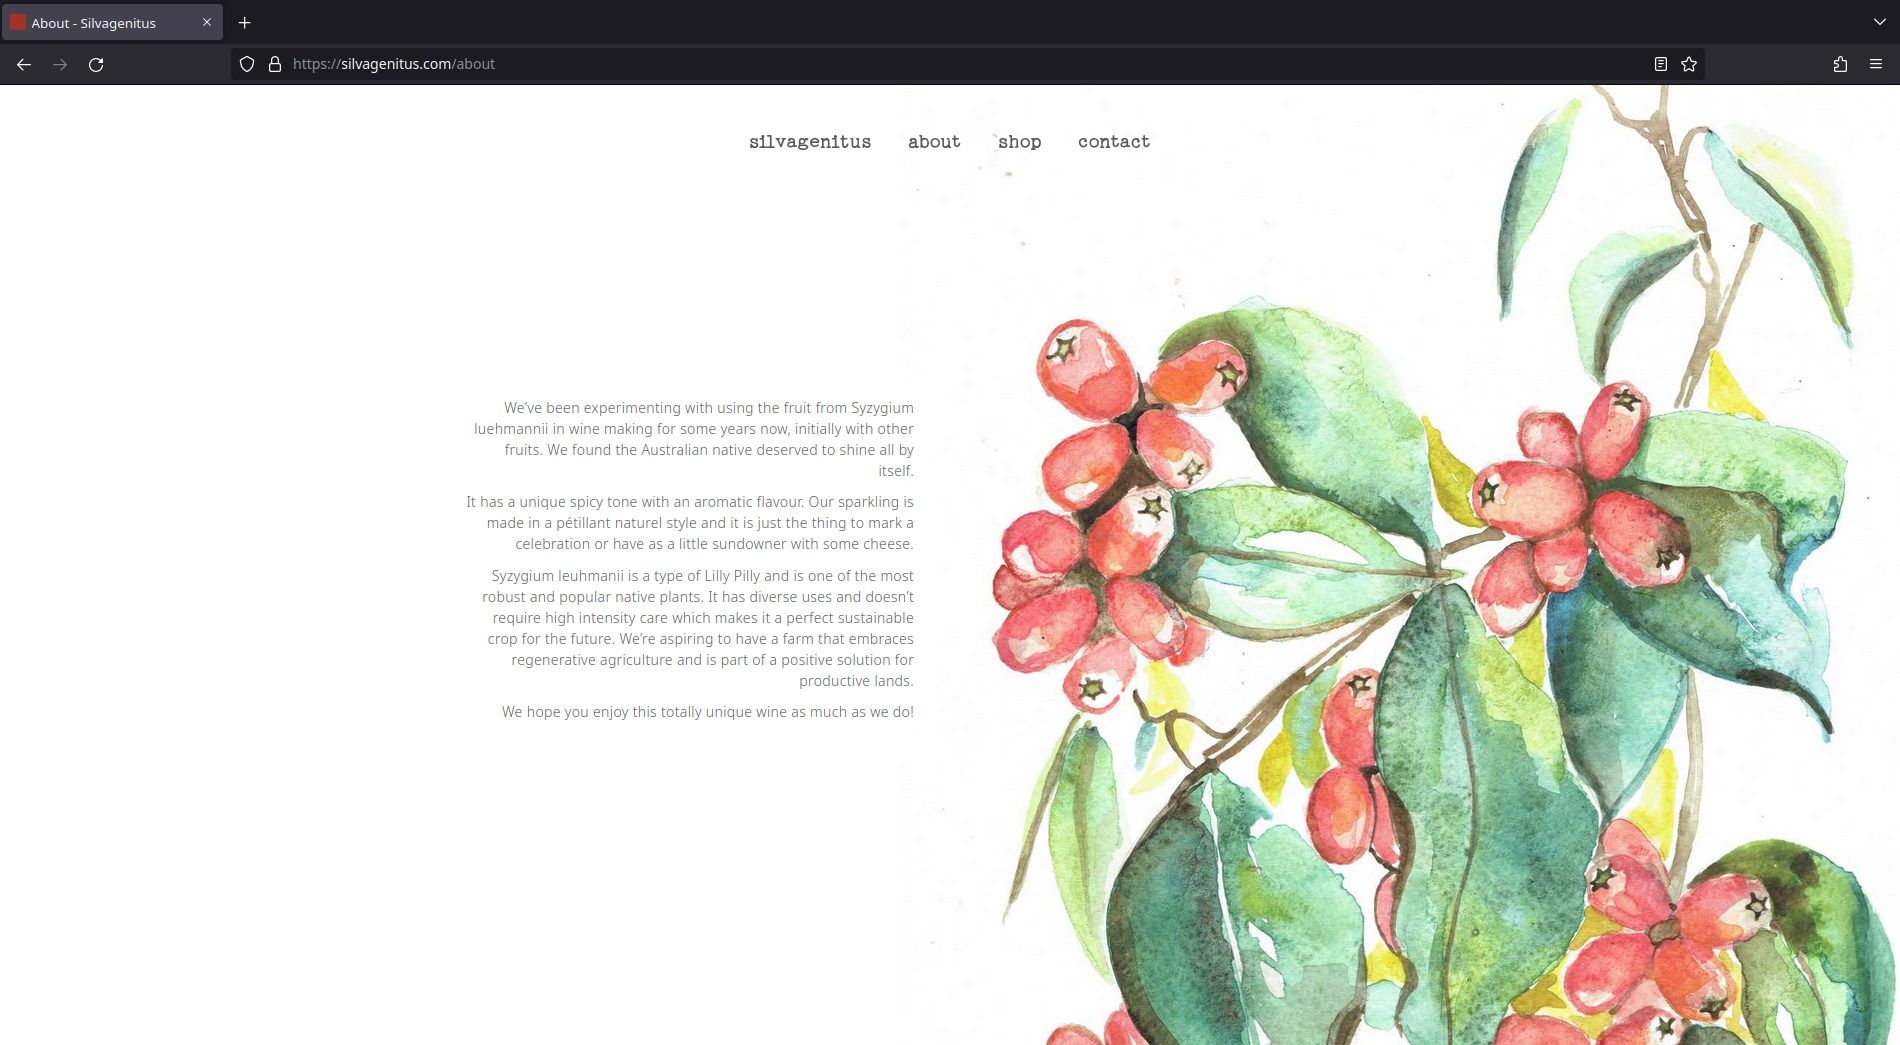 About - Silvagenitus
https://silvagenitus.com/about
silvagenitus about shop contact
We've been experimenting with using the fruit from Syzygium
luehmannii in wine making for some years now, initially with other
fruits. We found the Australian native deserved to shine all by
itself.
It has a unique spicy tone with an aromatic flavour. Our sparkling is
made in a pétillant naturel style and it is just the thing to mark a
celebration or have as a little sundowner with some cheese.
Syzygium leuhmanii is a type of Lilly Pilly and is one of the most
robust and popular native plants. It has diverse uses and doesn't
require high intensity care which makes it a perfect sustainable
crop for the future. We're aspiring to have a farm that embraces
regenerative agriculture and is part of a positive solution for
productive lands.
We hope you enjoy this totally unique wine as much as we do!